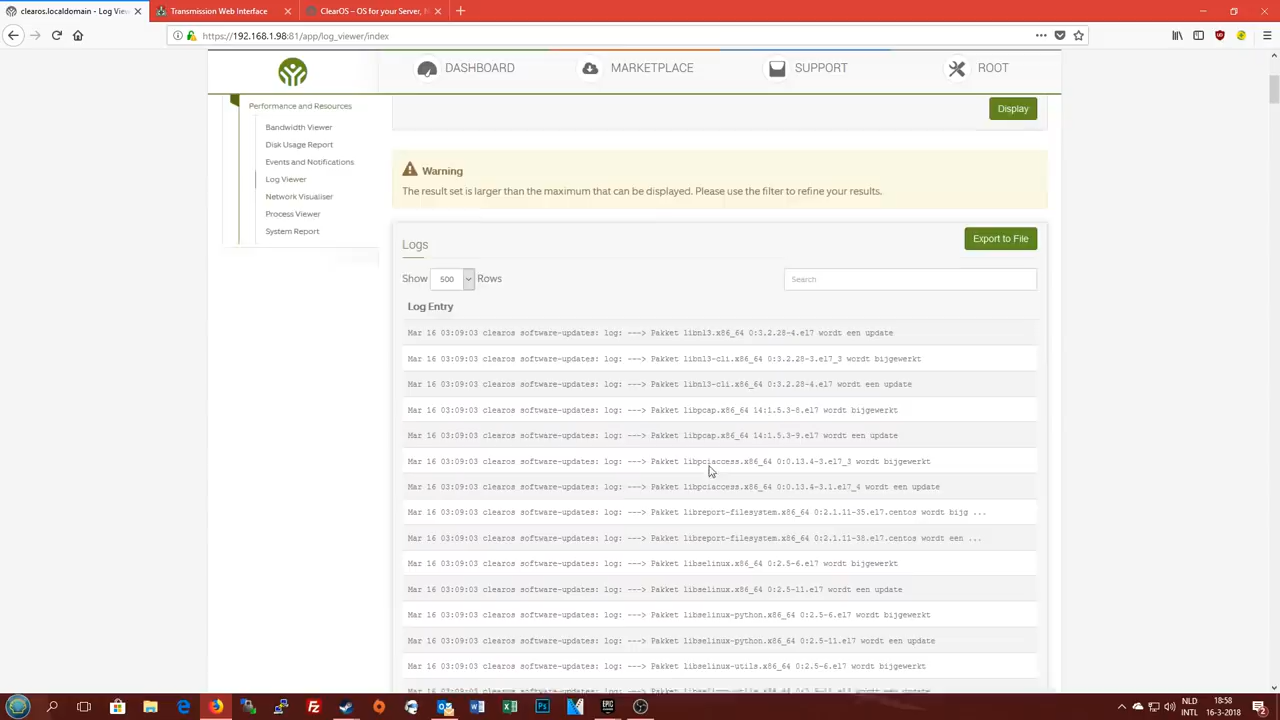 clearos.localdomain - Log View
Transmission Web Interface
ClearOS – OS for your Server, N
https://192.168.1.98:81/app/log_viewer/index
DASHBOARD
MARKETPLACE
SUPPORT
ROOT
Performance and Resources
Bandwidth Viewer
Disk Usage Report
Events and Notifications
Log Viewer
Network Visualiser
Process Viewer
System Report
Display
Warning
The result set is larger than the maximum that can be displayed. Please use the filter to refine your results.
Logs
Export to File
Show 500 Rows
Search
Log Entry
Mar 16 03:09:03 clearos software-updates: log: ---> Pakket libnl3.x86_64 0:3.2.28-4.el7 wordt een update
Mar 16 03:09:03 clearos software-updates: log: ---> Pakket libnl3-cli.x86_64 0:3.2.28-3.el7_3 wordt bijgewerkt
Mar 16 03:09:03 clearos software-updates: log: ---> Pakket libnl3-cli.x86_64 0:3.2.28-4.el7 wordt een update
Mar 16 03:09:03 clearos software-updates: log: ---> Pakket libpcap.x86_64 14:1.5.3-8.el7 wordt bijgewerkt
Mar 16 03:09:03 clearos software-updates: log: ---> Pakket libpcap.x86_64 14:1.5.3-9.el7 wordt een update
Mar 16 03:09:03 clearos software-updates: log: ---> Pakket libpciaccess.x86_64 0:0.13.4-3.el7_3 wordt bijgewerkt
Mar 16 03:09:03 clearos software-updates: log: ---> Pakket libpciaccess.x86_64 0:0.13.4-3.1.el7_4 wordt een update
Mar 16 03:09:03 clearos software-updates: log: ---> Pakket libreport-filesystem.x86_64 0:2.1.11-35.el7.centos wordt bijg ...
Mar 16 03:09:03 clearos software-updates: log: ---> Pakket libreport-filesystem.x86_64 0:2.1.11-38.el7.centos wordt een ...
Mar 16 03:09:03 clearos software-updates: log: ---> Pakket libselinux.x86_64 0:2.5-6.el7 wordt bijgewerkt
Mar 16 03:09:03 clearos software-updates: log: ---> Pakket libselinux.x86_64 0:2.5-11.el7 wordt een update
Mar 16 03:09:03 clearos software-updates: log: ---> Pakket libselinux-python.x86_64 0:2.5-6.el7 wordt bijgewerkt
Mar 16 03:09:03 clearos software-updates: log: ---> Pakket libselinux-python.x86_64 0:2.5-11.el7 wordt een update
Mar 16 03:09:03 clearos software-updates: log: ---> Pakket libselinux-utils.x86_64 0:2.5-6.el7 wordt bijgewerkt
NLD
INTL
18:58
16-3-2018